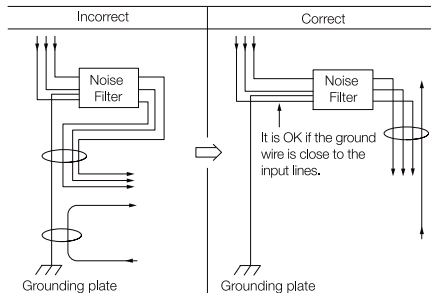 Incorrect
Correct
Noise
Filter
Grounding plate
Noise
Filter
It is OK if the ground
wire is close to the
input lines.
Grounding plate